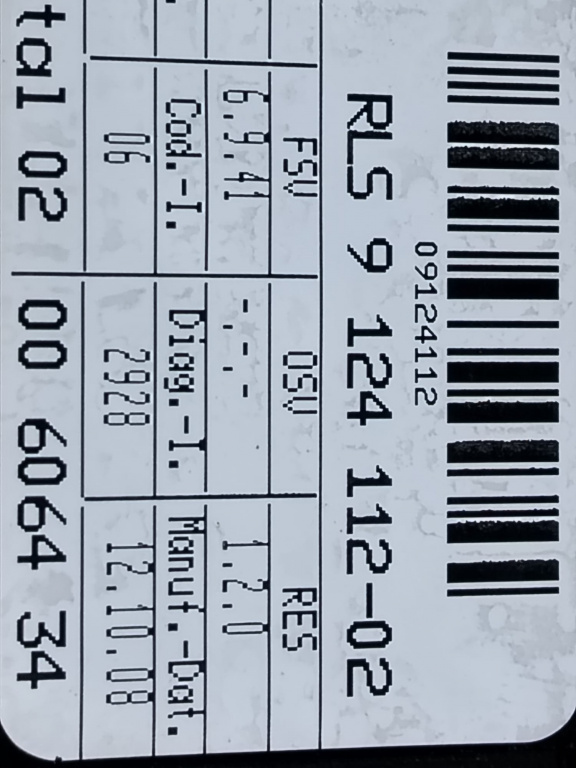 09124112
RLS 9 124 112-02
FSV OSV RES
6.9.41 -.-.- 1.2.0
Cod.-I. Diag.-I. Manuf.-Dat.
06 2928 12.10.08
tal 02 00 6064 34